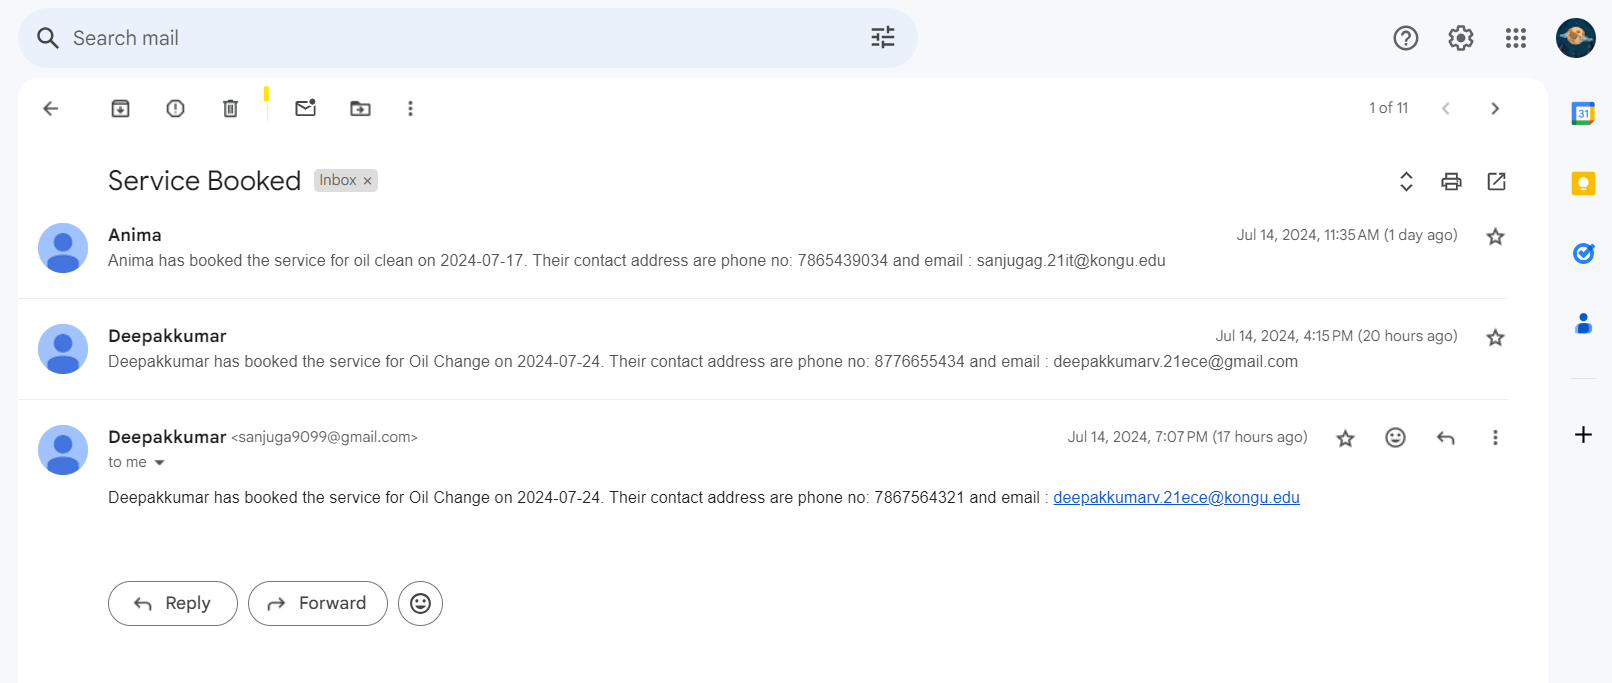 Search mail
1 of 11
Service Booked Inbox ×
Anima Jul 14, 2024, 11:35 AM (1 day ago)
Anima has booked the service for oil clean on 2024-07-17. Their contact address are phone no: 7865439034 and email : sanjugag.21it@kongu.edu
Deepakkumar Jul 14, 2024, 4:15 PM (20 hours ago)
Deepakkumar has booked the service for Oil Change on 2024-07-24. Their contact address are phone no: 8776655434 and email : deepakkumarv.21ece@gmail.com
Deepakkumar <sanjuga9099@gmail.com> Jul 14, 2024, 7:07 PM (17 hours ago)
to me
Deepakkumar has booked the service for Oil Change on 2024-07-24. Their contact address are phone no: 7867564321 and email : deepakkumarv.21ece@kongu.edu
Reply Forward
31